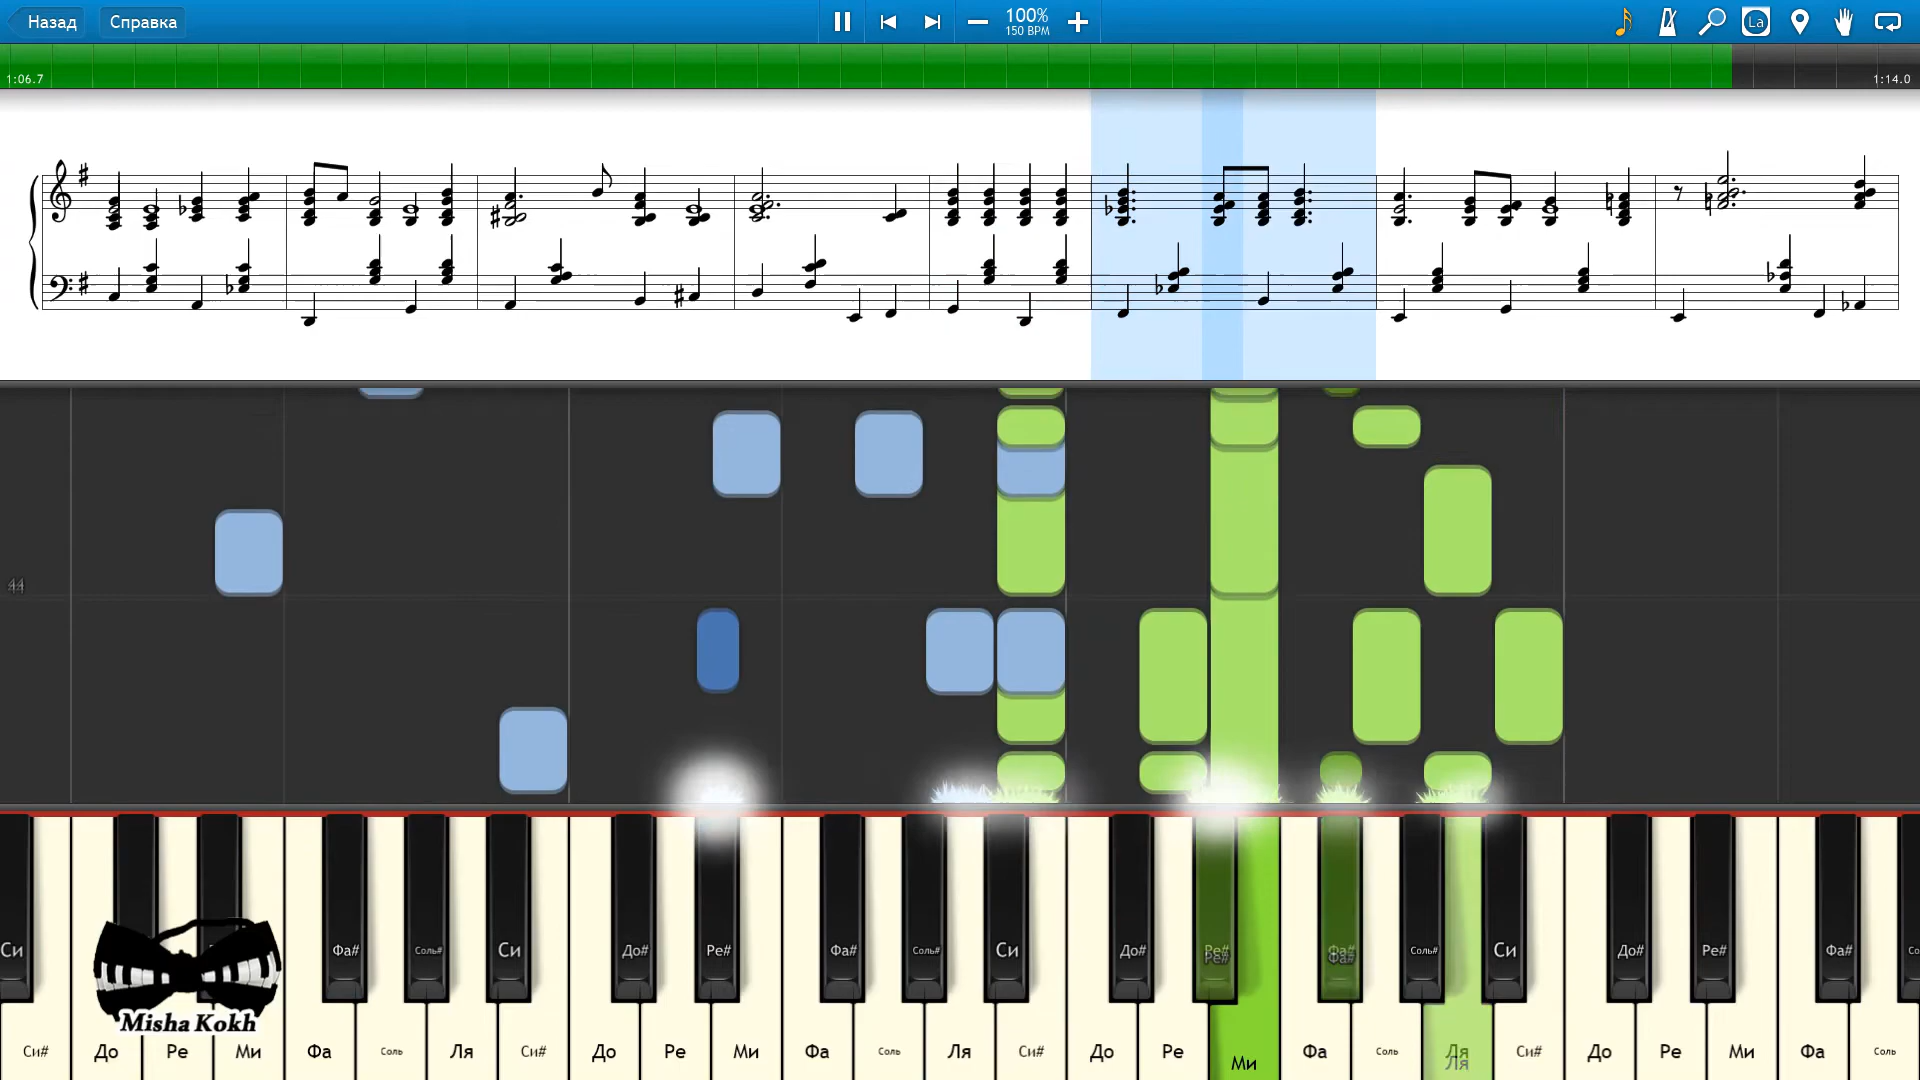 Назад Справка 100% La
150 BPM
1:06.7 1:14.0
44
Си Фа# Соль# Си До# Ре# Фа# Соль# Си До# Ре# Фа# Соль# Си До# Ре# Фа#
Misha Kokh
Си# До Ре Ми Фа Соль Ля Си# До Ре Ми Фа Соль Ля Си# До Ре Ми Фа Соль Ля Си# До Ре Ми Фа Соль